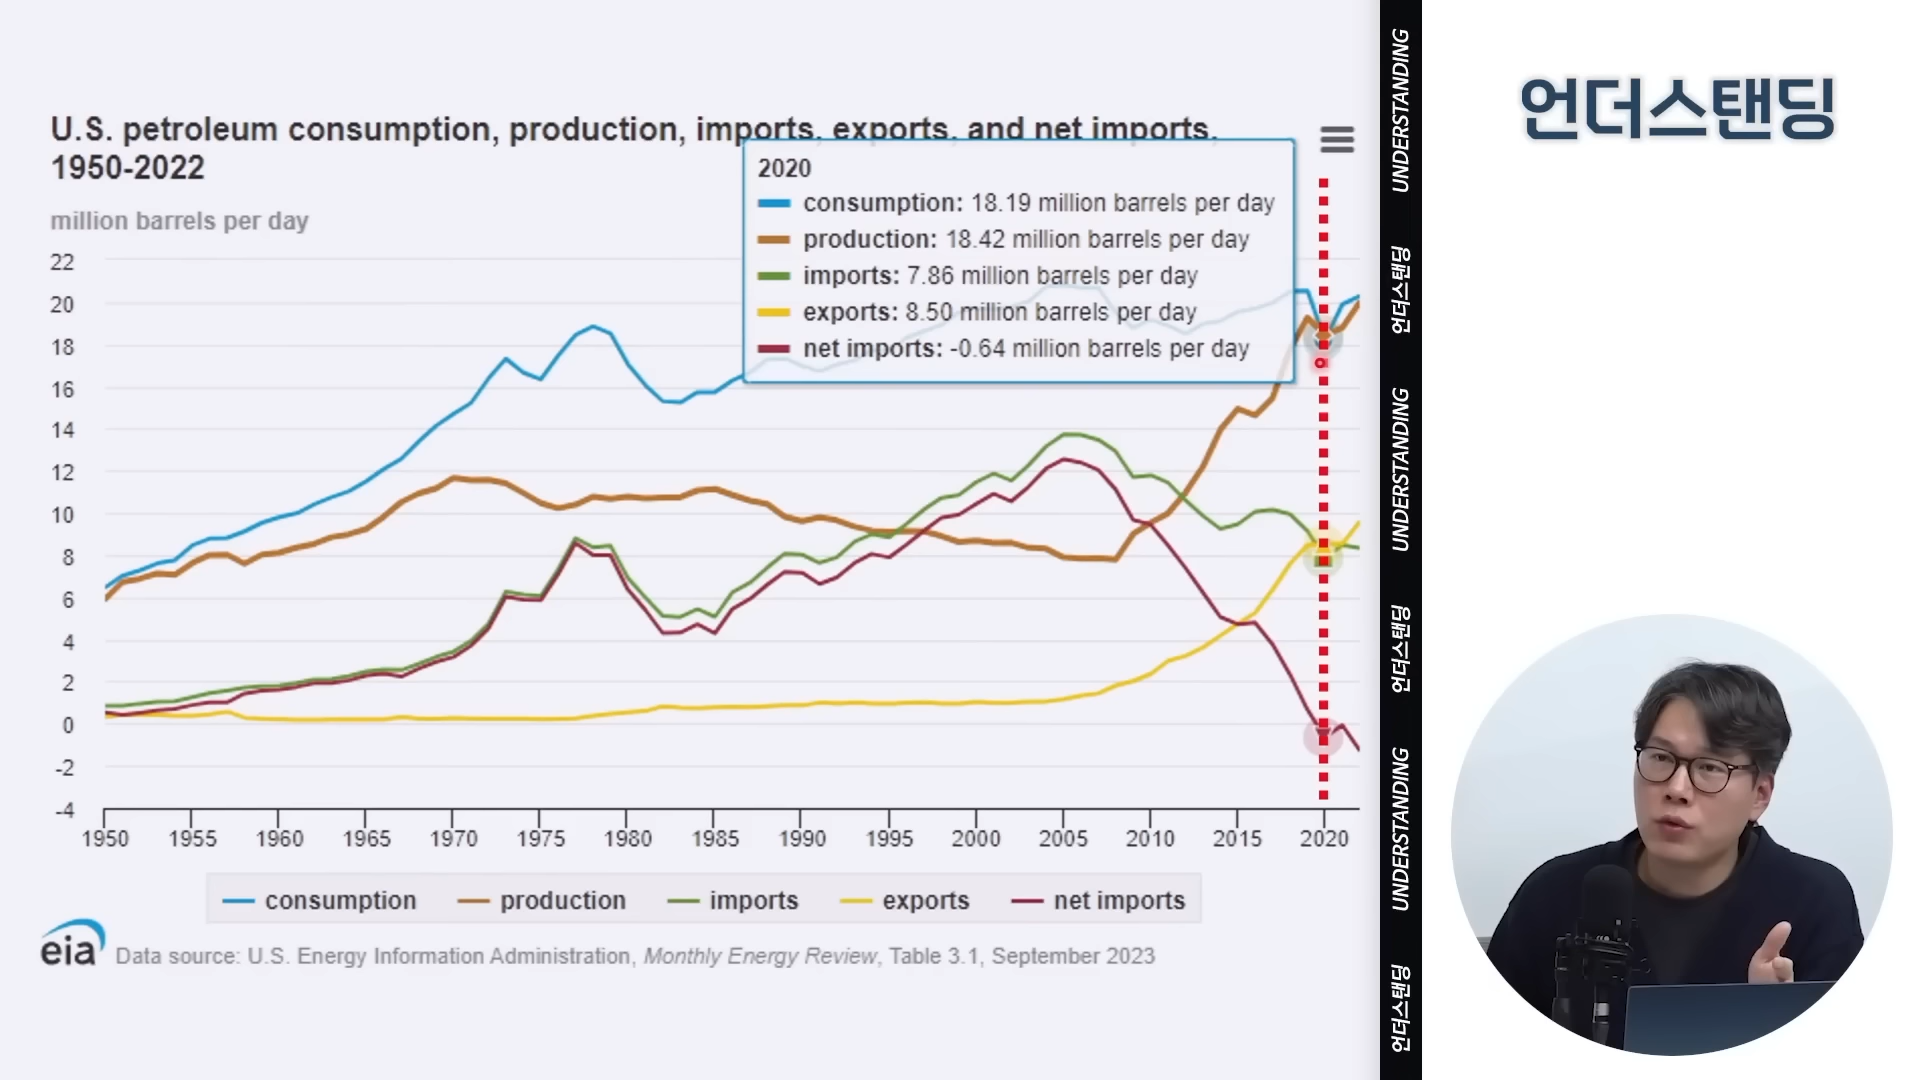 U.S. petroleum consumption, production, imports, exports, and net imports,
1950-2022
million barrels per day
2020
consumption: 18.19 million barrels per day
production: 18.42 million barrels per day
imports: 7.86 million barrels per day
exports: 8.50 million barrels per day
net imports: -0.64 million barrels per day
22
20
18
16
14
12
10
8
6
4
2
0
-2
-4
1950 1955 1960 1965 1970 1975 1980 1985 1990 1995 2000 2005 2010 2015 2020
consumption production imports exports net imports
eia
Data source: U.S. Energy Information Administration, Monthly Energy Review, Table 3.1, September 2023
UNDERSTANDING
언더스탠딩
UNDERSTANDING
언더스탠딩
UNDERSTANDING
언더스탠딩
언더스탠딩